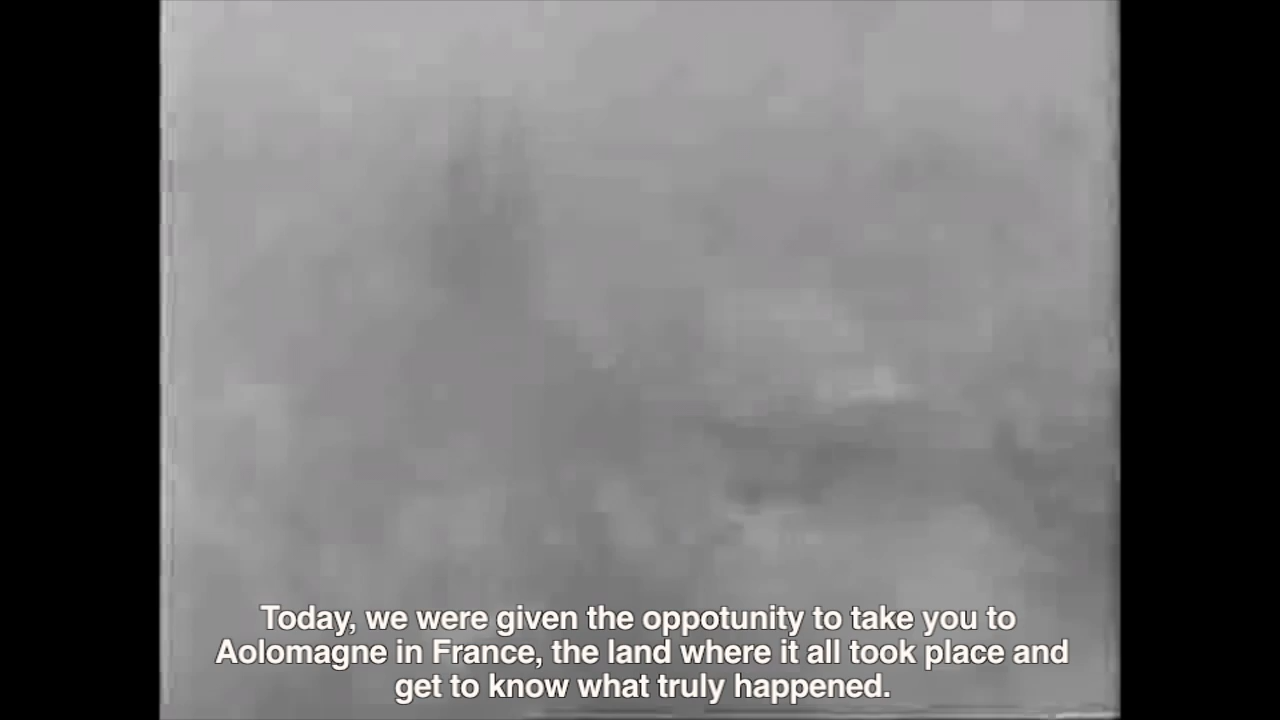 Today, we were given the oppotunity to take you to
Aolomagne in France, the land where it all took place and
get to know what truly happened.